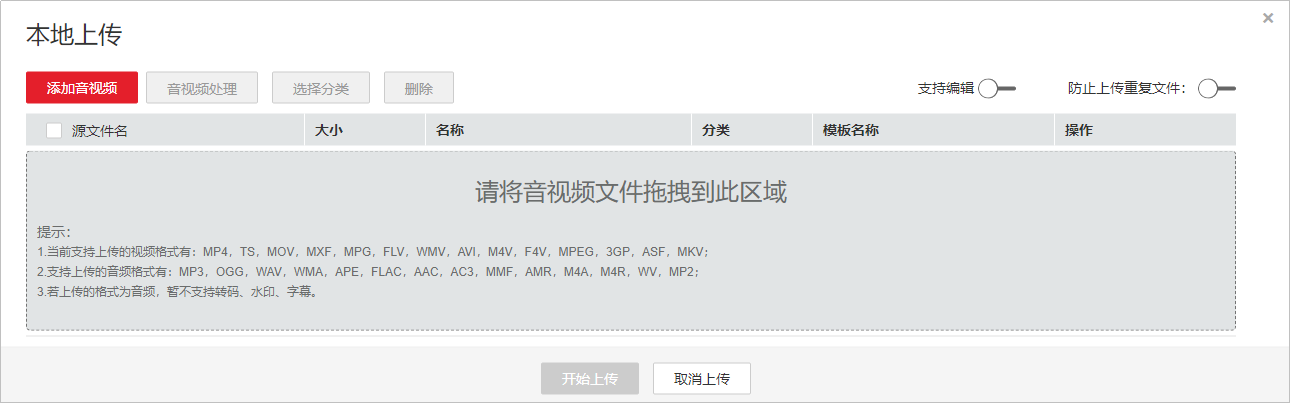 本地上传
×
添加音视频 音视频处理 选择分类 删除 支持编辑 防止上传重复文件：
源文件名 大小 名称 分类 模板名称 操作
请将音视频文件拖拽到此区域
提示：
1.当前支持上传的视频格式有：MP4，TS，MOV，MXF，MPG，FLV，WMV，AVI，M4V，F4V，MPEG，3GP，ASF，MKV；
2.支持上传的音频格式有：MP3，OGG，WAV，WMA，APE，FLAC，AAC，AC3，MMF，AMR，M4A，M4R，WV，MP2；
3.若上传的格式为音频，暂不支持转码、水印、字幕。
开始上传 取消上传